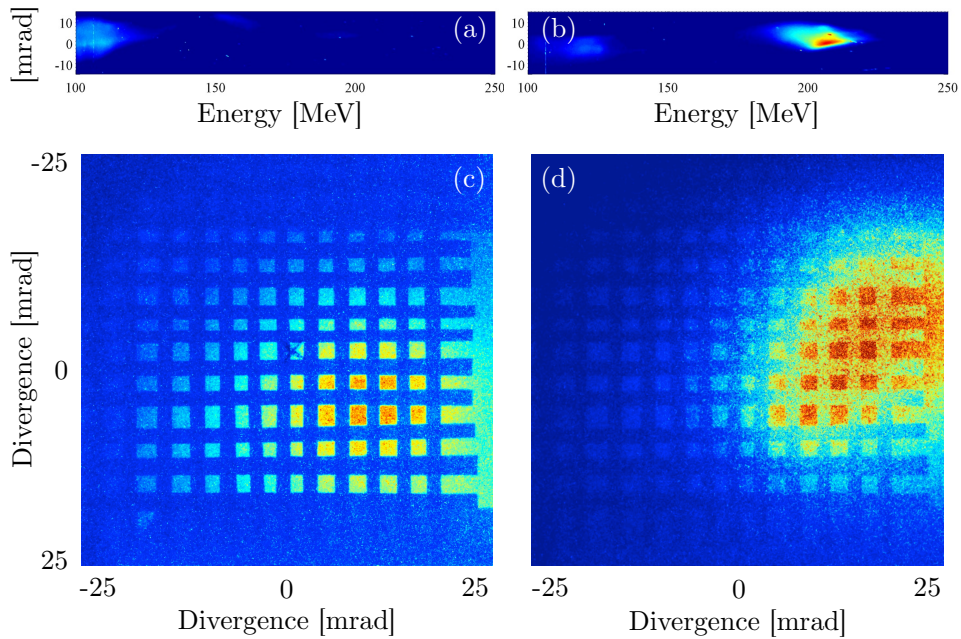 [mrad]
10
0
-10
(a)
100 150 200 250
Energy [MeV]
10
0
-10
(b)
100 150 200 250
Energy [MeV]
Divergence [mrad]
-25
0
25
(c)
-25 0 25
Divergence [mrad]
(d)
-25 0 25
Divergence [mrad]